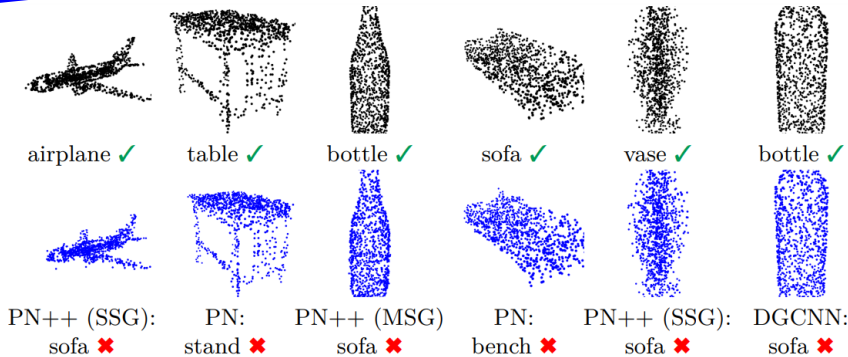 airplane ✓ table ✓ bottle ✓ sofa ✓ vase ✓ bottle ✓
PN++ (SSG): PN: PN++ (MSG) PN: PN++ (SSG): DGCNN:
sofa ✖ stand ✖ sofa ✖ bench ✖ sofa ✖ sofa ✖